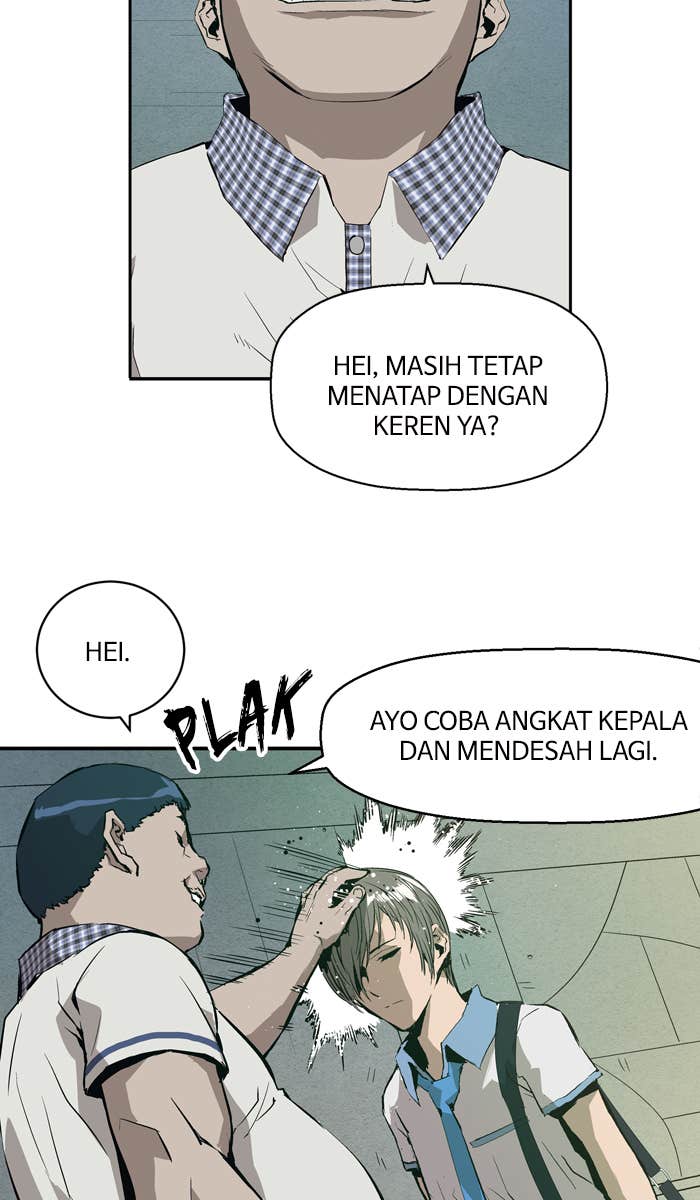 HEI, MASIH TETAP
MENATAP DENGAN
KEREN YA?
HEI.
PLAK
AYO COBA ANGKAT KEPALA
DAN MENDESAH LAGI.